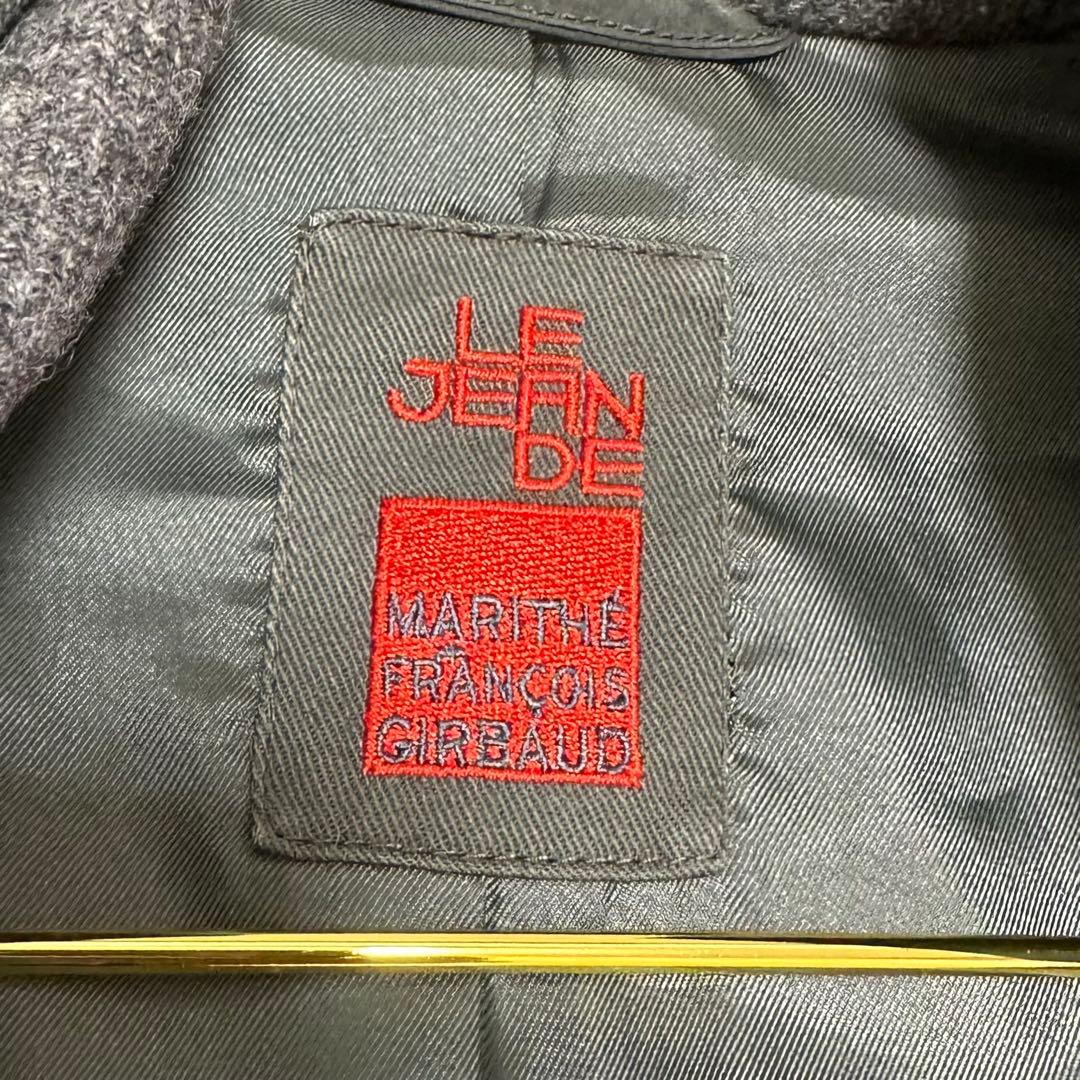 LE
JEAN
DE
MARITHÉ
FRANÇOIS
GIRBAUD